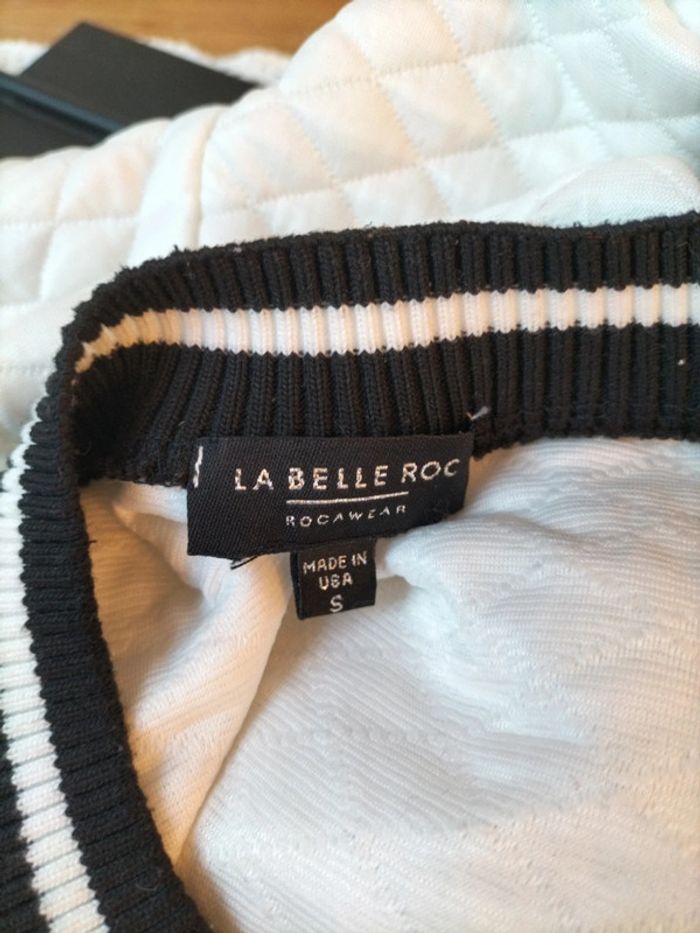 LA BELLE ROC
ROCAWEAR
MADE IN
USA
S